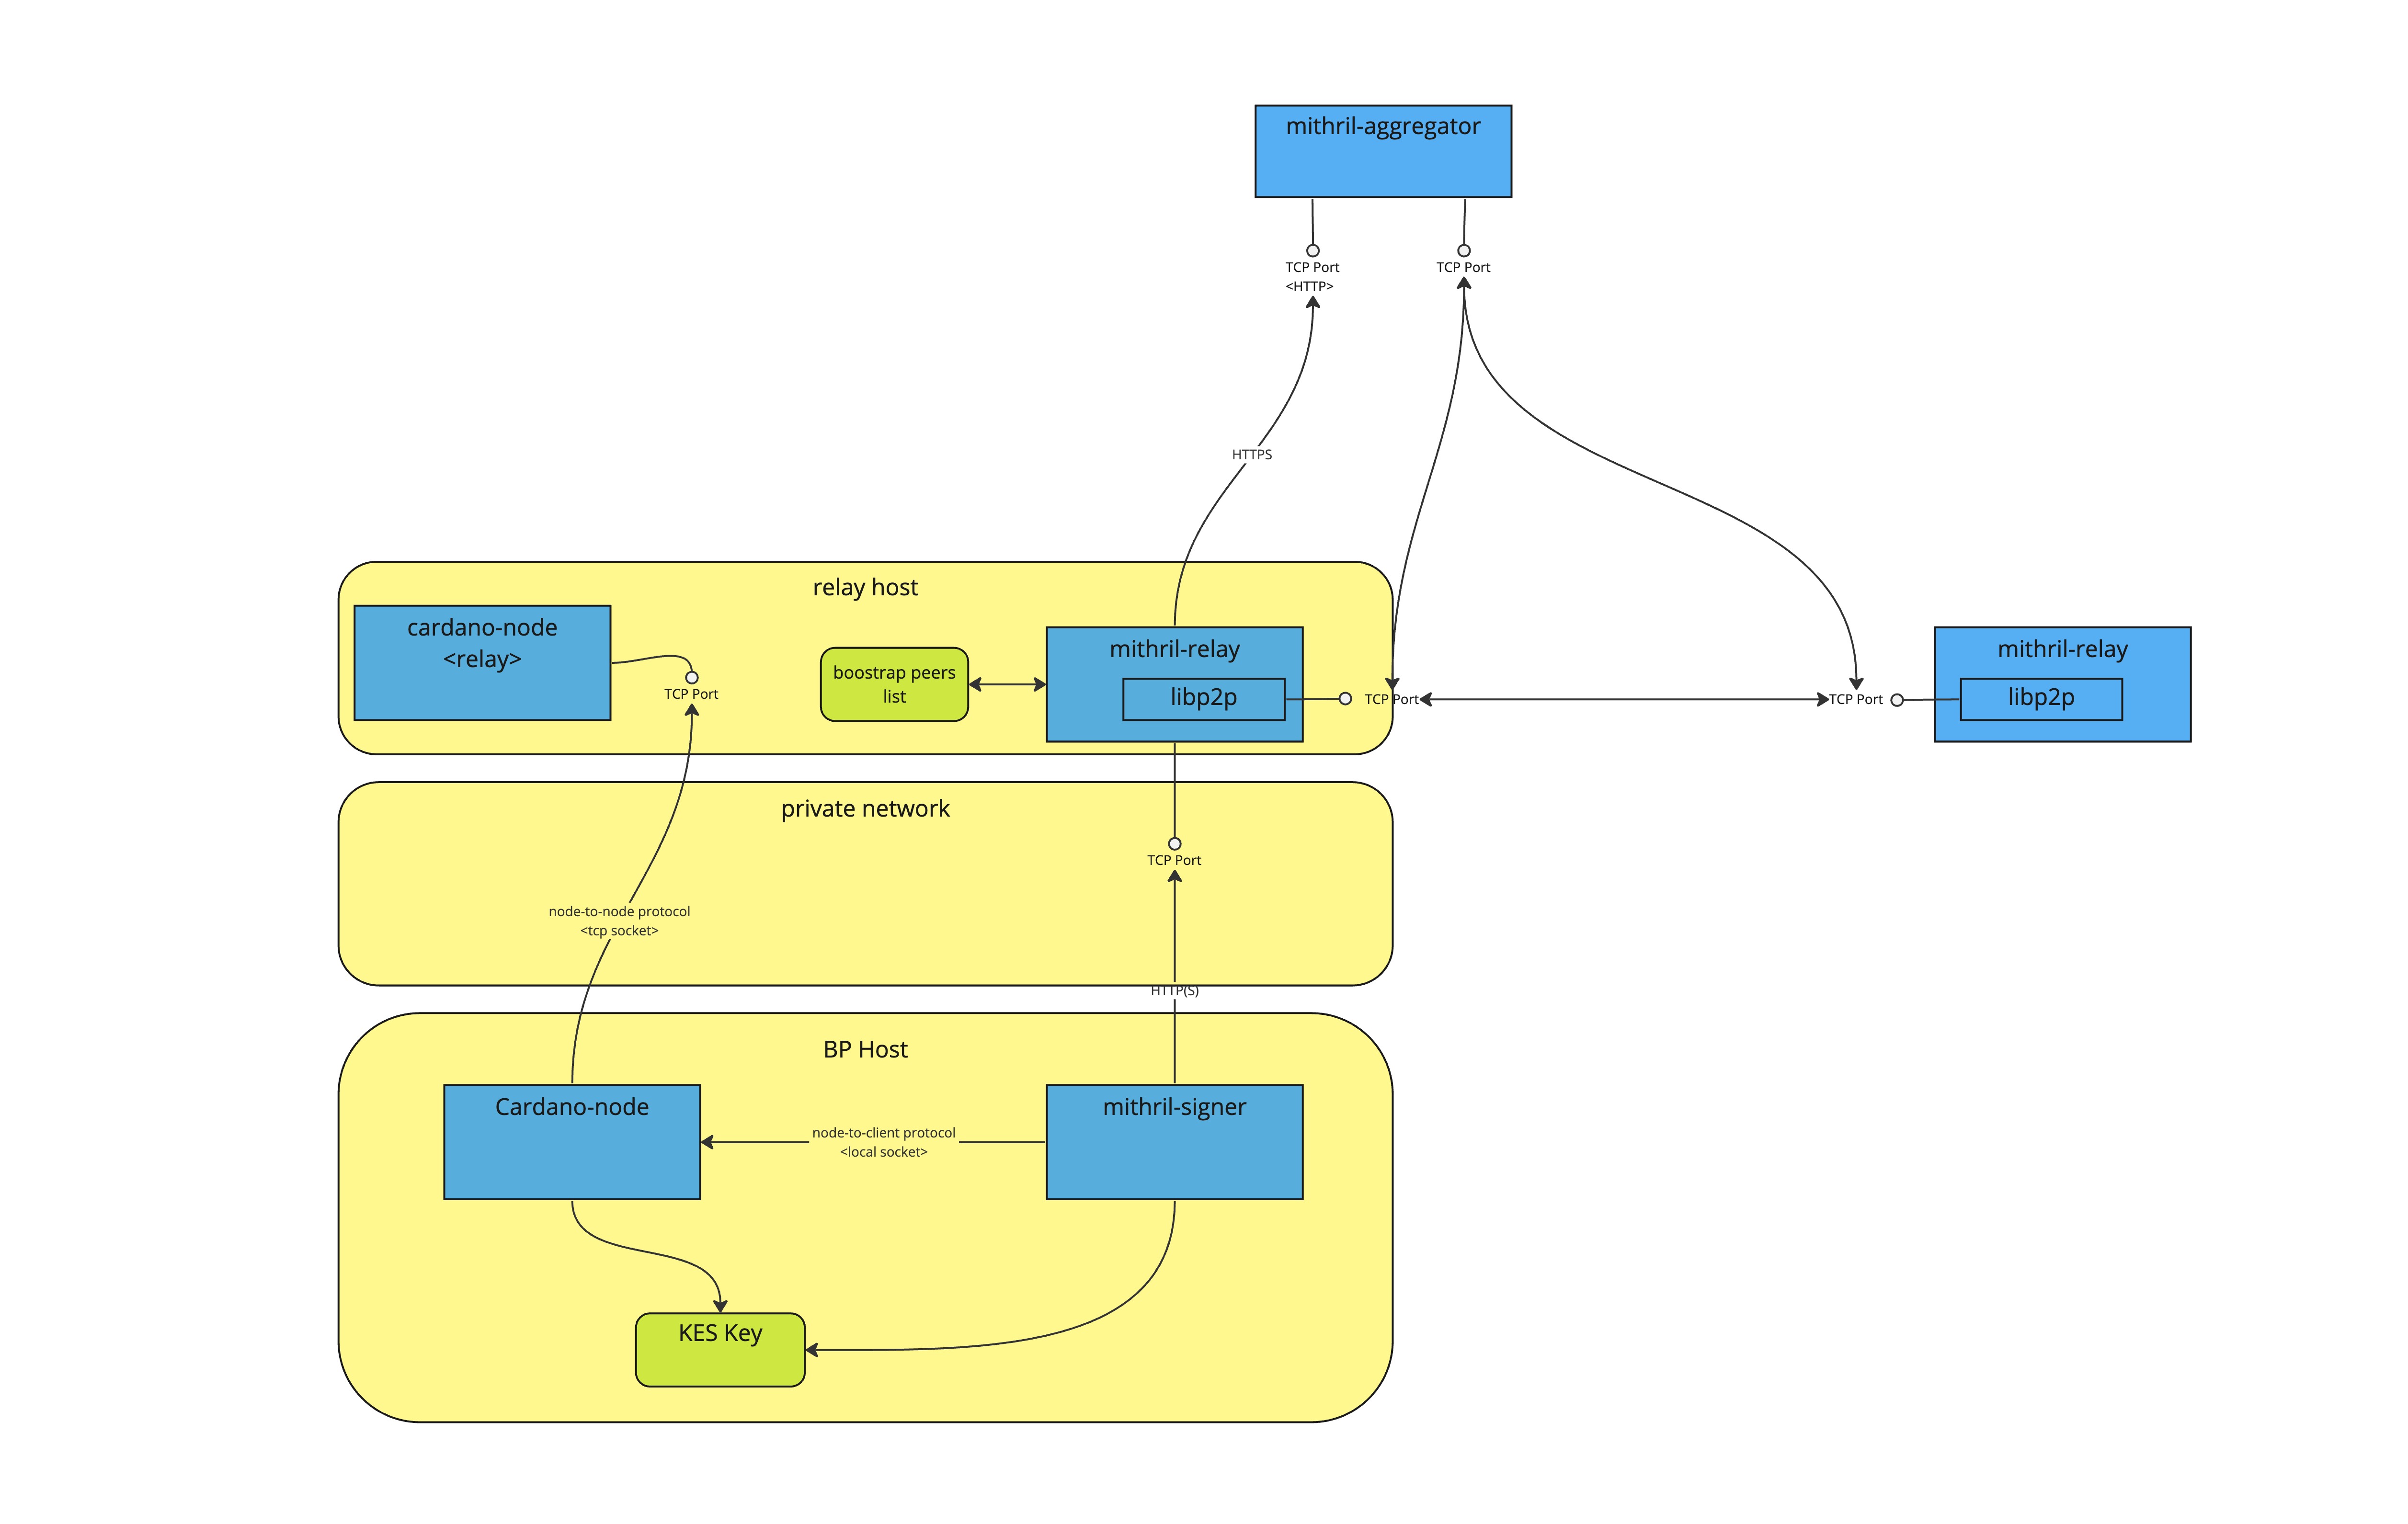 mithril-aggregator
TCP Port
<HTTP>
TCP Port
HTTPS
relay host
cardano-node
<relay>
TCP Port
boostrap peers
list
mithril-relay
libp2p
TCP Port
TCP Port
mithril-relay
libp2p
private network
TCP Port
node-to-node protocol
<tcp socket>
HTTP(S)
BP Host
Cardano-node
node-to-client protocol
<local socket>
mithril-signer
KES Key